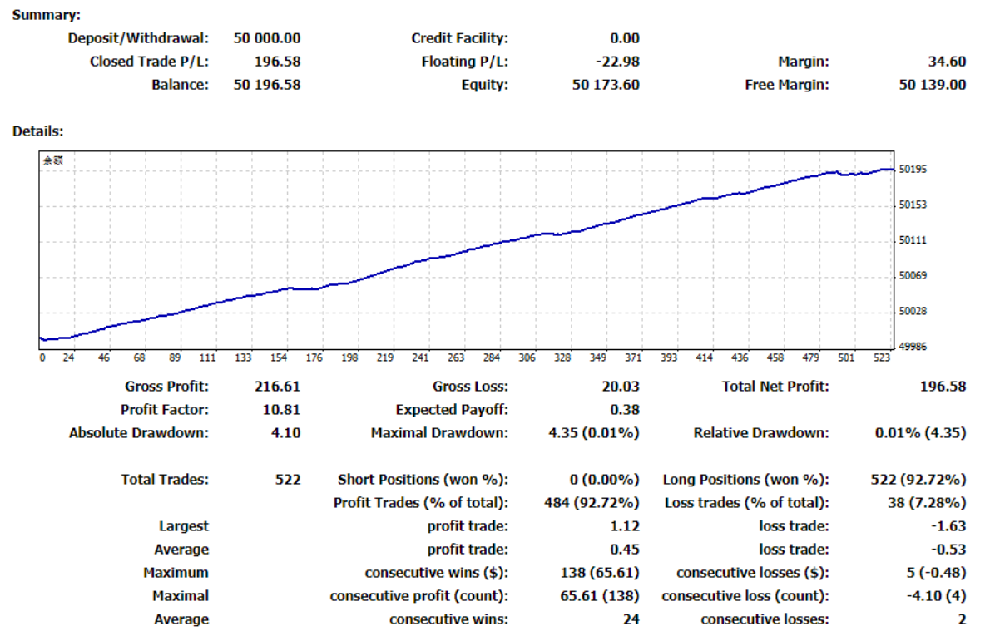 Summary:
Deposit/Withdrawal: 50 000.00 Credit Facility: 0.00
Closed Trade P/L: 196.58 Floating P/L: -22.98 Margin: 34.60
Balance: 50 196.58 Equity: 50 173.60 Free Margin: 50 139.00
Details:
余额
50195
50153
50111
50069
50028
49986
0 24 46 68 89 111 133 154 176 198 219 241 263 284 306 328 349 371 393 414 436 458 479 501 523
Gross Profit: 216.61 Gross Loss: 20.03 Total Net Profit: 196.58
Profit Factor: 10.81 Expected Payoff: 0.38
Absolute Drawdown: 4.10 Maximal Drawdown: 4.35 (0.01%) Relative Drawdown: 0.01% (4.35)
Total Trades: 522 Short Positions (won %): 0 (0.00%) Long Positions (won %): 522 (92.72%)
Profit Trades (% of total): 484 (92.72%) Loss trades (% of total): 38 (7.28%)
Largest profit trade: 1.12 loss trade: -1.63
Average profit trade: 0.45 loss trade: -0.53
Maximum consecutive wins ($): 138 (65.61) consecutive losses ($): 5 (-0.48)
Maximal consecutive profit (count): 65.61 (138) consecutive loss (count): -4.10 (4)
Average consecutive wins: 24 consecutive losses: 2